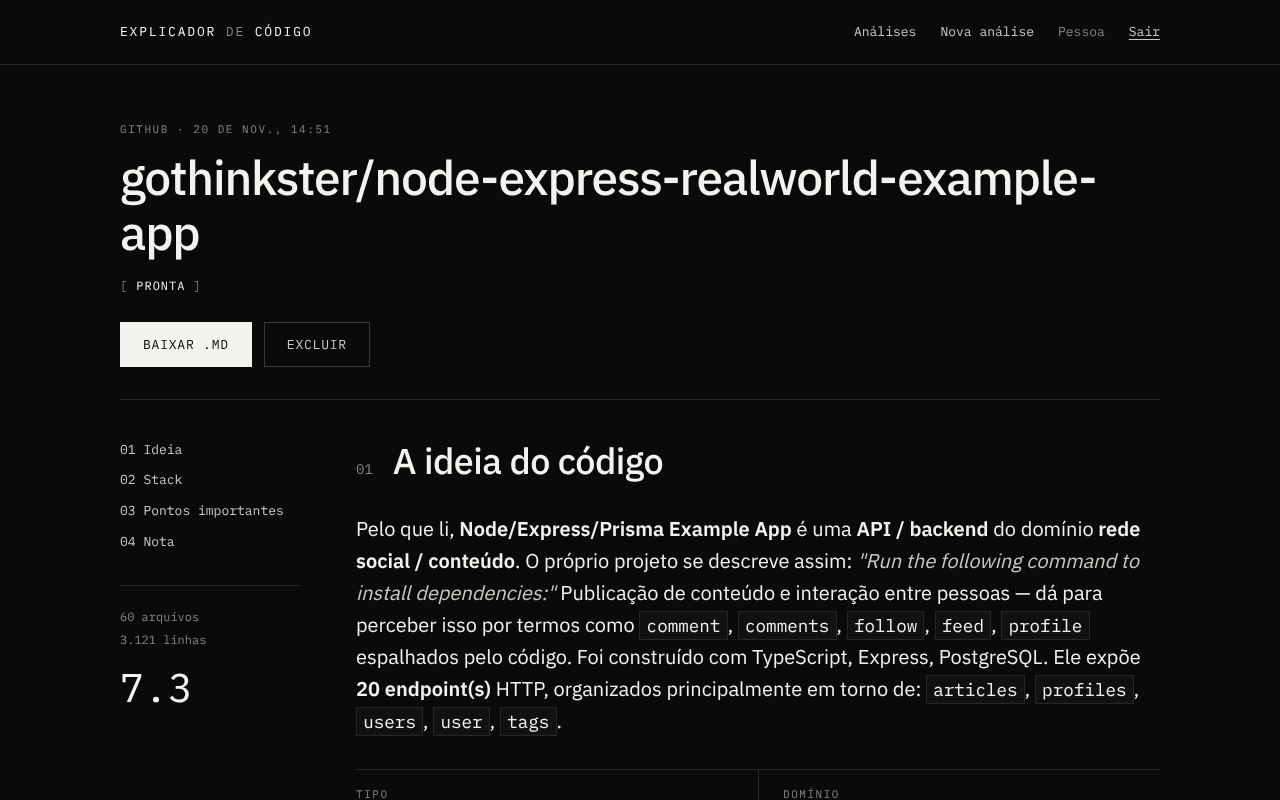 EXPLICADOR DE CÓDIGO
Análises Nova análise Pessoa Sair
GITHUB · 20 DE NOV., 14:51
gothinkster/node-express-realworld-example-
app
[ PRONTA ]
BAIXAR .MD EXCLUIR
01 Ideia
02 Stack
03 Pontos importantes
04 Nota
60 arquivos
3.121 linhas
7.3
01 A ideia do código
Pelo que li, Node/Express/Prisma Example App é uma API / backend do domínio rede
social / conteúdo. O próprio projeto se descreve assim: "Run the following command to
install dependencies:" Publicação de conteúdo e interação entre pessoas — dá para
perceber isso por termos como comment, comments, follow, feed, profile
espalhados pelo código. Foi construído com TypeScript, Express, PostgreSQL. Ele expõe
20 endpoint(s) HTTP, organizados principalmente em torno de: articles, profiles,
users, user, tags.
TIPO DOMÍNIO